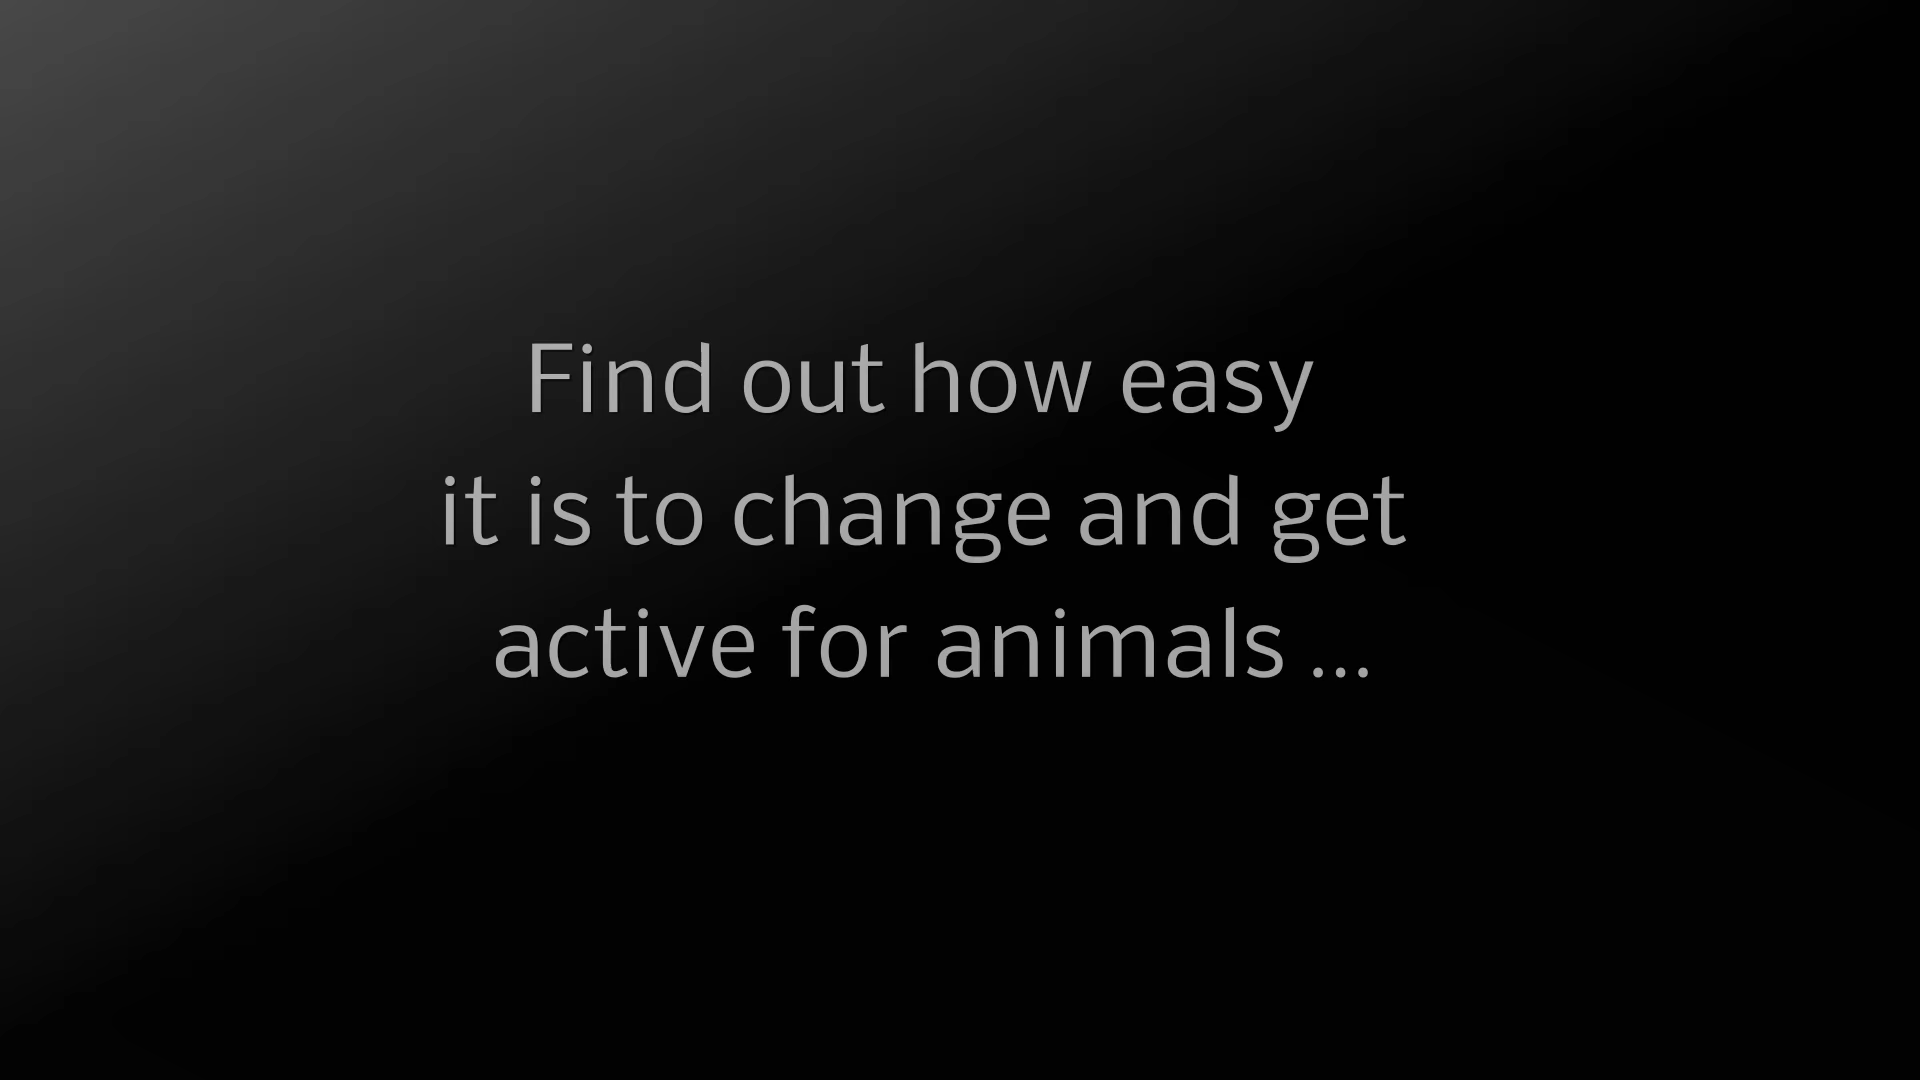 Find out how easy
it is to change and get
active for animals ...